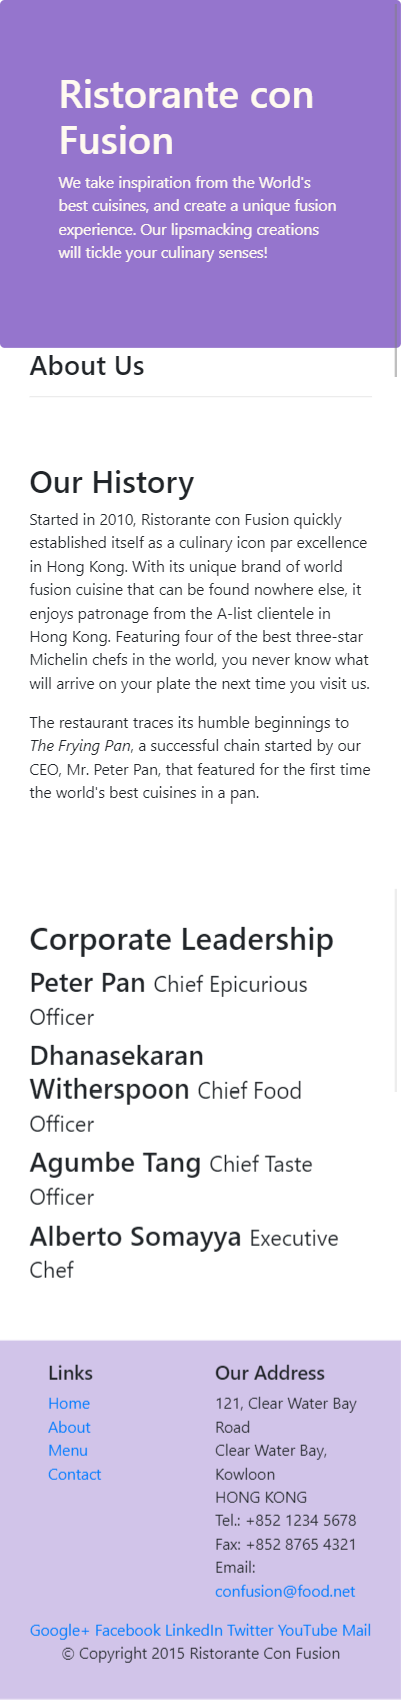 Ristorante con
Fusion
We take inspiration from the World's
best cuisines, and create a unique fusion
experience. Our lipsmacking creations
will tickle your culinary senses!
About Us
Our History
Started in 2010, Ristorante con Fusion quickly
established itself as a culinary icon par excellence
in Hong Kong. With its unique brand of world
fusion cuisine that can be found nowhere else, it
enjoys patronage from the A-list clientele in
Hong Kong. Featuring four of the best three-star
Michelin chefs in the world, you never know what
will arrive on your plate the next time you visit us.
The restaurant traces its humble beginnings to
The Frying Pan, a successful chain started by our
CEO, Mr. Peter Pan, that featured for the first time
the world's best cuisines in a pan.
Corporate Leadership
Peter Pan Chief Epicurious
Officer
Dhanasekaran
Witherspoon Chief Food
Officer
Agumbe Tang Chief Taste
Officer
Alberto Somayya Executive
Chef
Links
Home
About
Menu
Contact
Our Address
121, Clear Water Bay
Road
Clear Water Bay,
Kowloon
HONG KONG
Tel.: +852 1234 5678
Fax: +852 8765 4321
Email:
confusion@food.net
Google+ Facebook LinkedIn Twitter YouTube Mail
© Copyright 2015 Ristorante Con Fusion